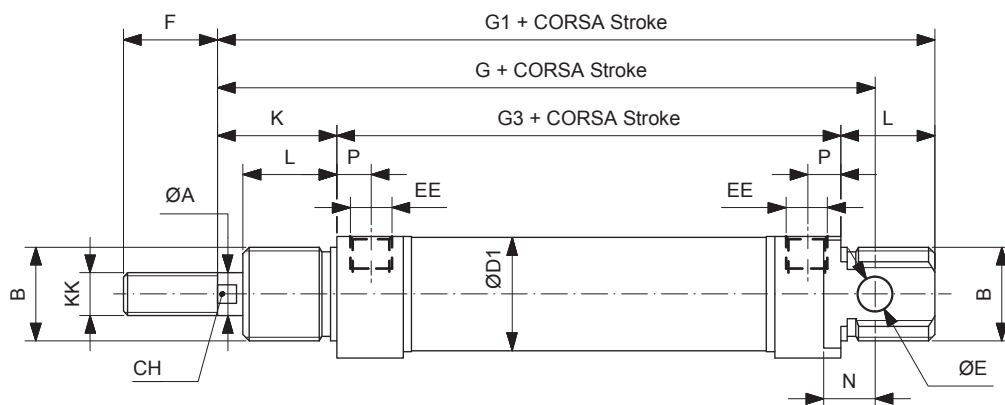 F
G1 + CORSA Stroke
G + CORSA Stroke
K
G3 + CORSA Stroke
L
L
P
P
EE
EE
ØA
B
KK
ØD1
B
CH
N
ØE